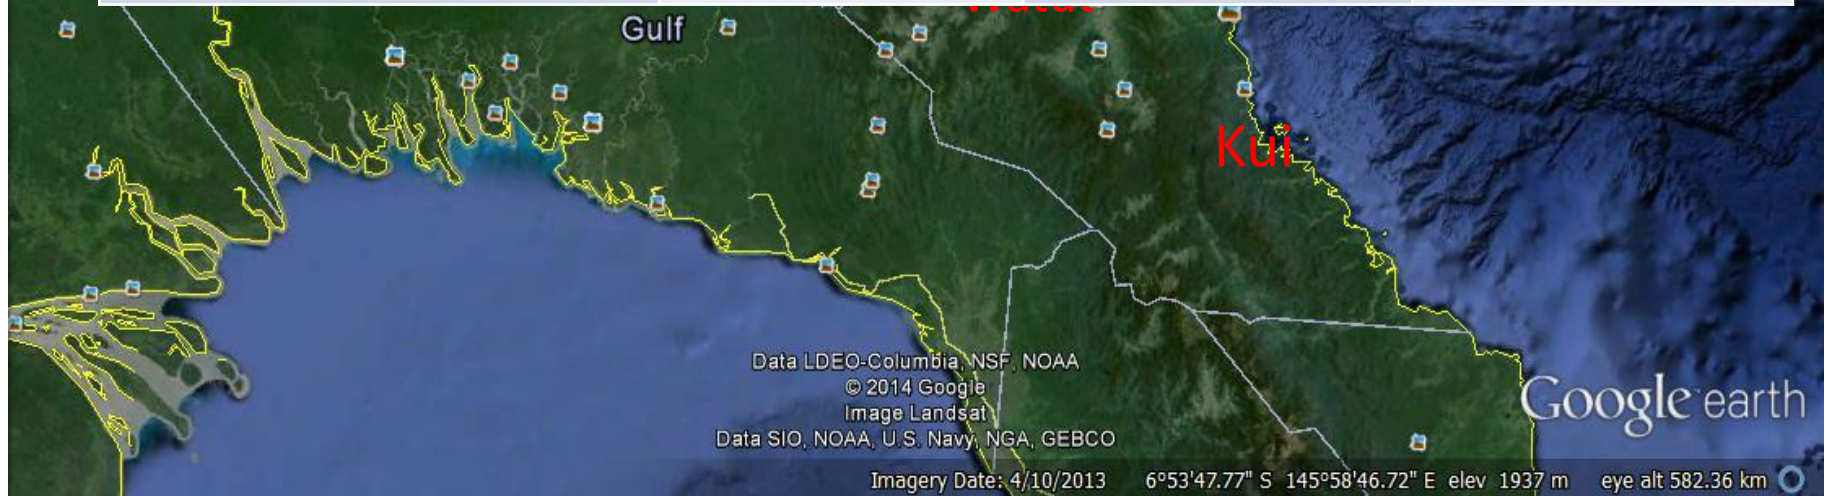 Gulf
Kui
Data LDEO-Columbia, NSF, NOAA
© 2014 Google
Image Landsat
Data SIO, NOAA, U.S. Navy, NGA, GEBCO
Google earth
Imagery Date: 4/10/2013 6°53'47.77" S 145°58'46.72" E elev 1937 m eye alt 582.36 km